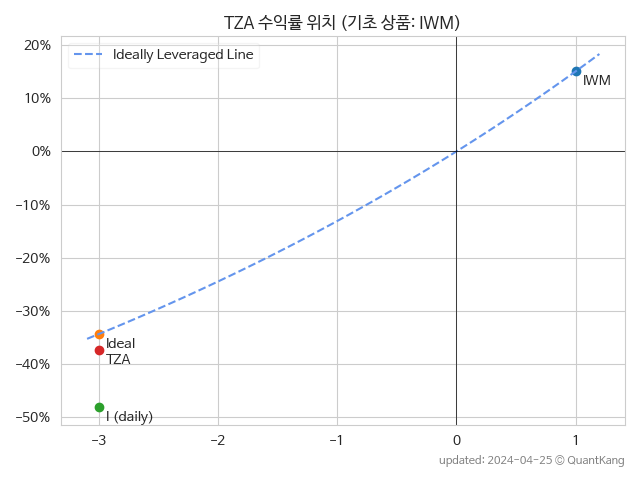 TZA 수익률 위치 (기초 상품: IWM)
20%
Ideally Leveraged Line
10%
IWM
0%
-10%
-20%
-30%
Ideal
TZA
-40%
I (daily)
-50%
-3
-2
-1
0
1
updated: 2024-04-25 © QuantKang